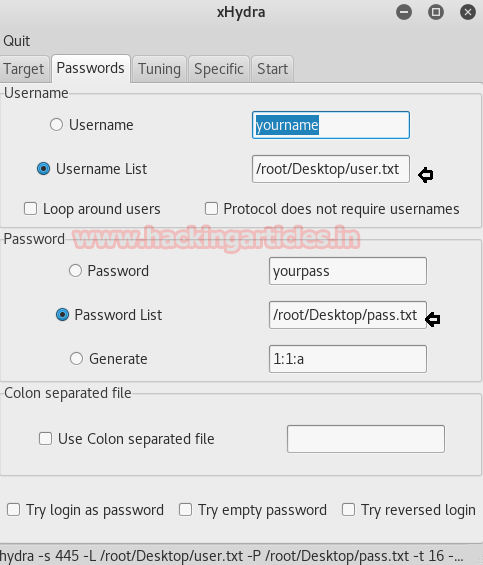 xHydra
Quit
Target Passwords Tuning Specific Start
Username
Username yourname
Username List /root/Desktop/user.txt
Loop around users Protocol does not require usernames
www.hackingarticles.in
Password
Password yourpass
Password List /root/Desktop/pass.txt
Generate 1:1:a
Colon separated file
Use Colon separated file
Try login as password Try empty password Try reversed login
hydra -s 445 -L /root/Desktop/user.txt -P /root/Desktop/pass.txt -t 16 -...